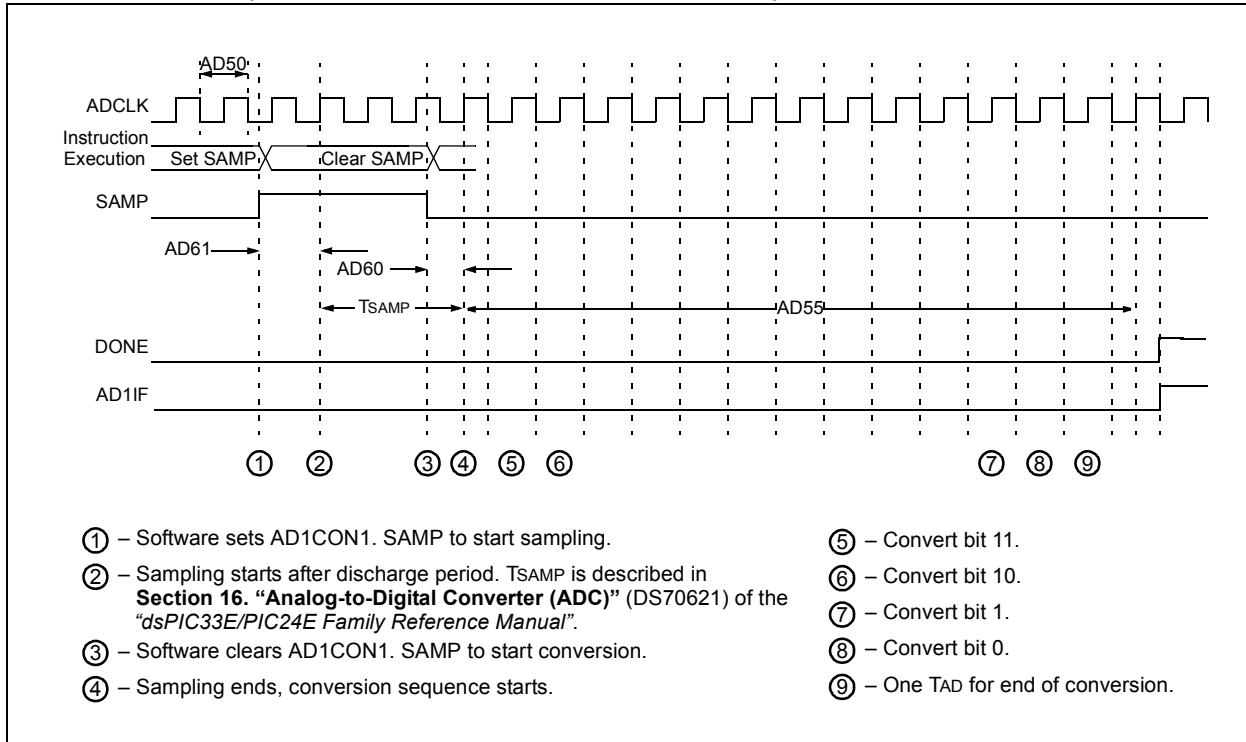 AD50
ADCLK
Instruction
Execution
Set SAMP
Clear SAMP
SAMP
AD61
AD60
TSAMP
AD55
DONE
AD1IF
1 2 3 4 5 6 7 8 9
1 – Software sets AD1CON1. SAMP to start sampling.
2 – Sampling starts after discharge period. TSAMP is described in
Section 16. “Analog-to-Digital Converter (ADC)” (DS70621) of the
“dsPIC33E/PIC24E Family Reference Manual”.
3 – Software clears AD1CON1. SAMP to start conversion.
4 – Sampling ends, conversion sequence starts.
5 – Convert bit 11.
6 – Convert bit 10.
7 – Convert bit 1.
8 – Convert bit 0.
9 – One TAD for end of conversion.